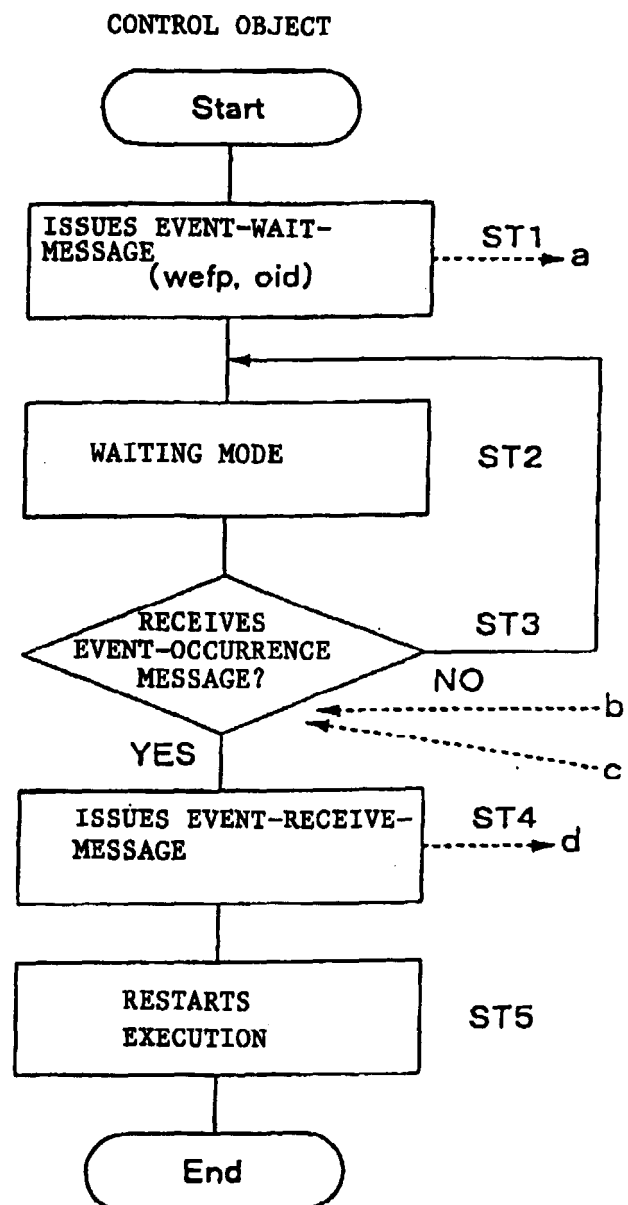 CONTROL OBJECT
Start
ISSUES EVENT-WAIT-
MESSAGE
(wefp, oid)
ST1
a
WAITING MODE
ST2
RECEIVES
EVENT-OCCURRENCE
MESSAGE?
ST3
NO
b
c
YES
ISSUES EVENT-RECEIVE-
MESSAGE
ST4
d
RESTARTS
EXECUTION
ST5
End